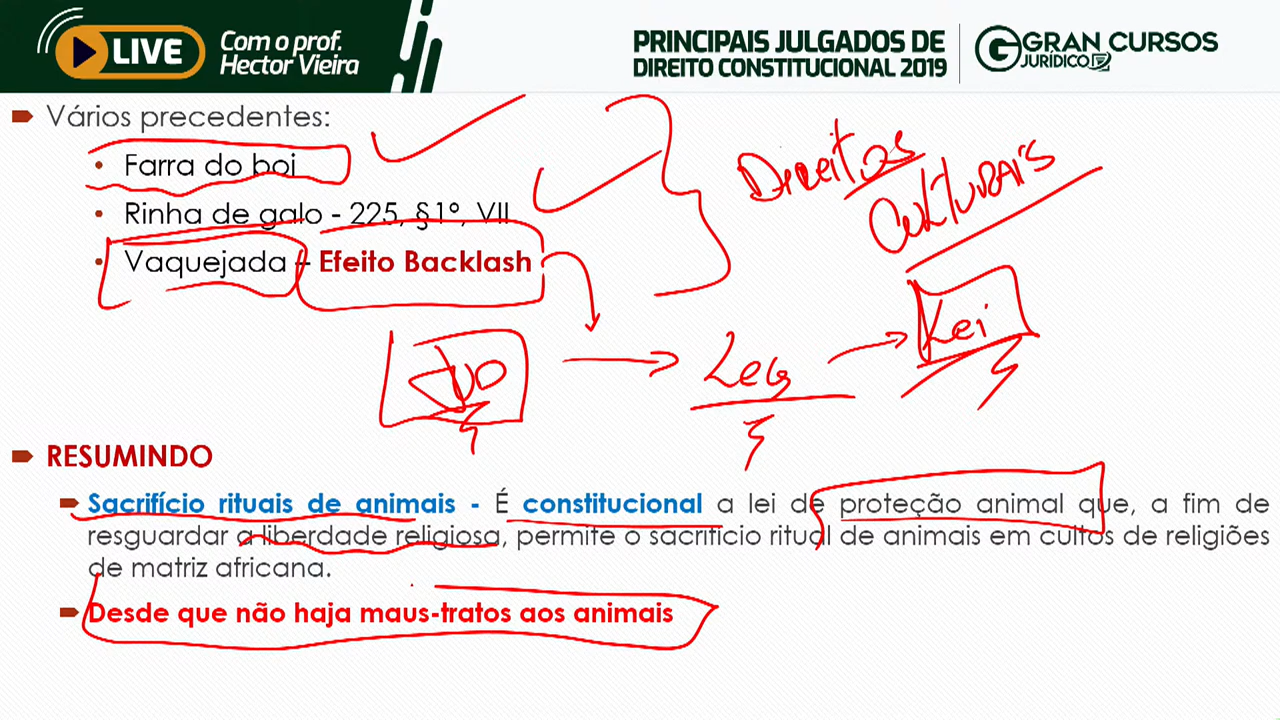 LIVE
Com o prof.
Hector Vieira
PRINCIPAIS JULGADOS DE
DIREITO CONSTITUCIONAL 2019
GRAN CURSOS
JURÍDICO
Vários precedentes:
• Farra do boi
• Rinha de galo - 225, §1º, VII
• Vaquejada – Efeito Backlash
Direitos
Culturais
Leg
Lei
RESUMINDO
Sacrifício rituais de animais - É constitucional a lei de proteção animal que, a fim de
resguardar a liberdade religiosa, permite o sacrifício ritual de animais em cultos de religiões
de matriz africana.
Desde que não haja maus-tratos aos animais